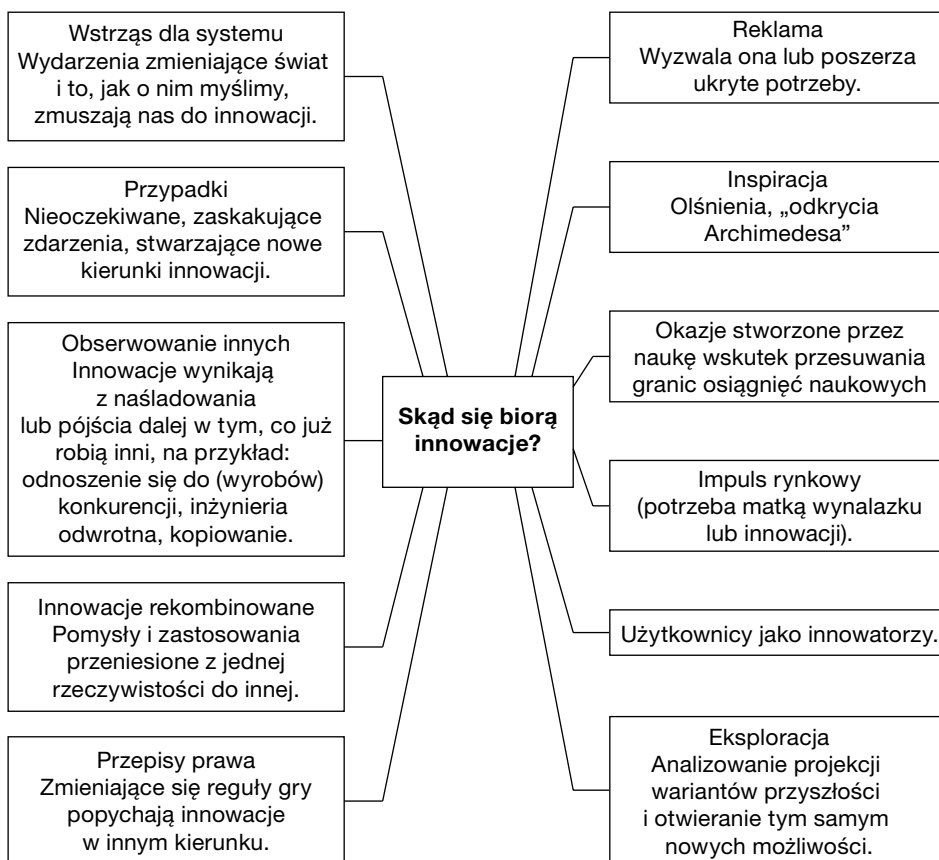 Wstrząs dla systemu
Wydarzenia zmieniające świat
i to, jak o nim myślimy,
zmuszają nas do innowacji.
Przypadki
Nieoczekiwane, zaskakujące
zdarzenia, stwarzające nowe
kierunki innowacji.
Obserwowanie innych
Innowacje wynikają
z naśladowania
lub pójścia dalej w tym, co już
robią inni, na przykład:
odnoszenie się do (wyrobów)
konkurencji, inżynieria
odwrotna, kopiowanie.
Innowacje rekombinowane
Pomysły i zastosowania
przeniesione z jednej
rzeczywistości do innej.
Przepisy prawa
Zmieniające się reguły gry
popychają innowacje
w innym kierunku.
Skąd się biorą
innowacje?
Reklama
Wyzwala ona lub poszerza
ukryte potrzeby.
Inspiracja
Olśnienia, „odkrycia
Archimedesa”
Okazje stworzone przez
naukę wskutek przesuwania
granic osiągnięć naukowych
Impuls rynkowy
(potrzeba matką wynalazku
lub innowacji).
Użytkownicy jako innowatorzy.
Eksploracja
Analizowanie projekcji
wariantów przyszłości
i otwieranie tym samym
nowych możliwości.